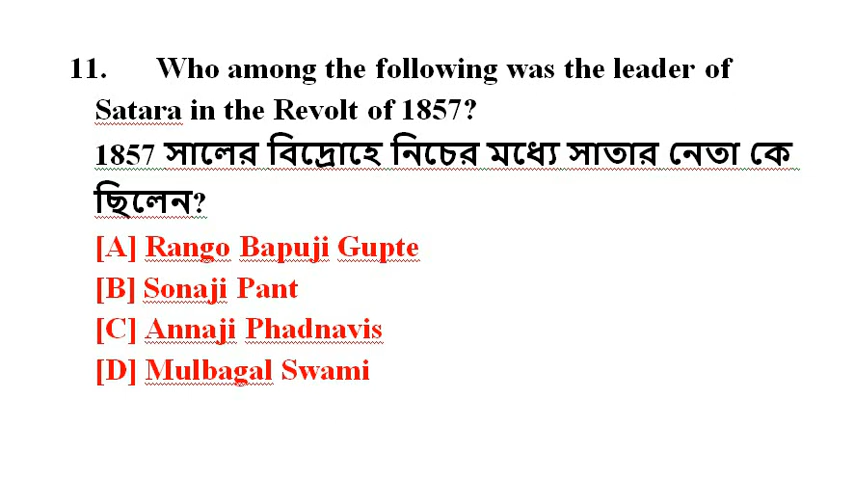 11. Who among the following was the leader of
Satara in the Revolt of 1857?
1857 সালের বিদ্রোহে নিচের মধ্যে সাতার নেতা কে
ছিলেন?
[A] Rango Bapuji Gupte
[B] Sonaji Pant
[C] Annaji Phadnavis
[D] Mulbagal Swami